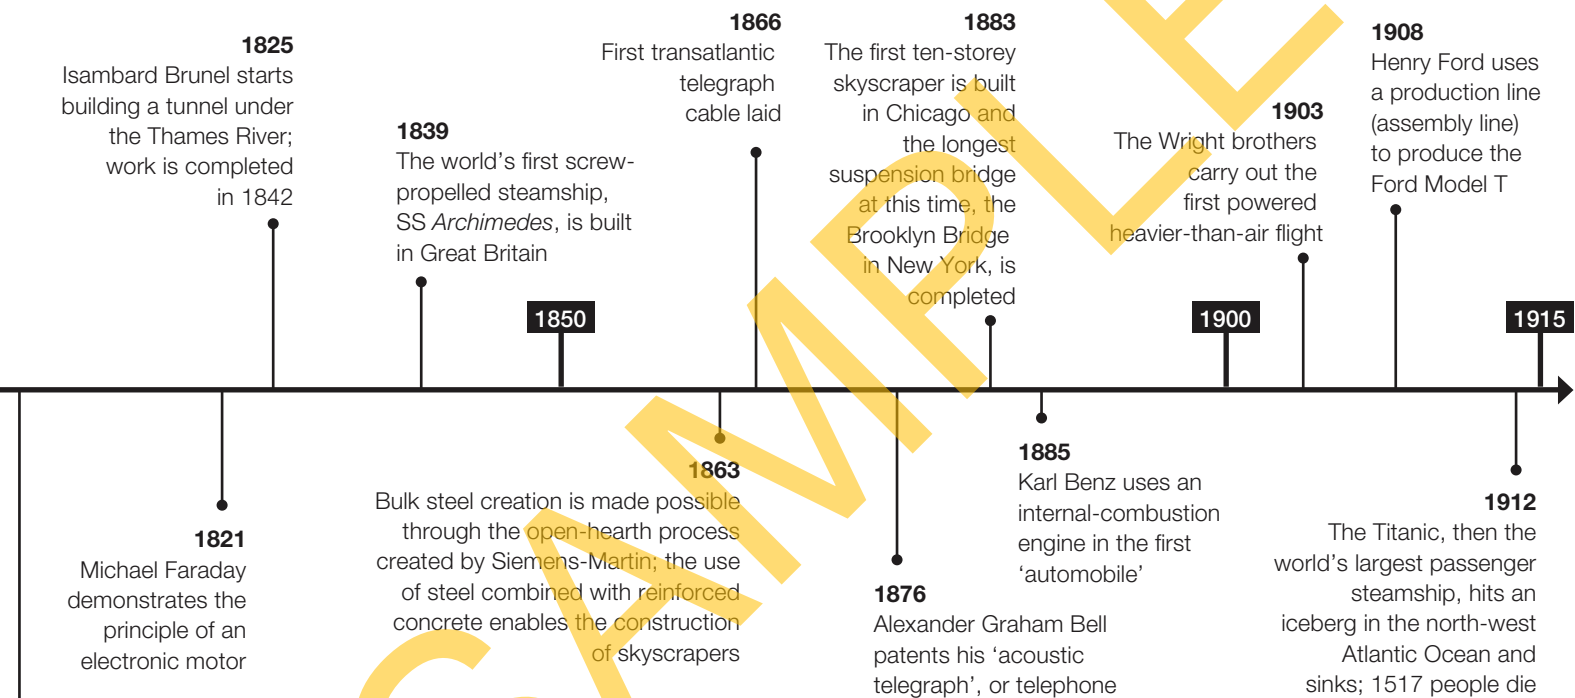 1825
Isambard Brunel starts
building a tunnel under
the Thames River;
work is completed
in 1842
1839
The world’s first screw-
propelled steamship,
SS Archimedes, is built
in Great Britain
1850
1866
First transatlantic
telegraph
cable laid
1883
The first ten-storey
skyscraper is built
in Chicago and
the longest
suspension bridge
at this time, the
Brooklyn Bridge
in New York, is
completed
1900
1903
The Wright brothers
carry out the
first powered
heavier-than-air flight
1908
Henry Ford uses
a production line
(assembly line)
to produce the
Ford Model T
1915
1821
Michael Faraday
demonstrates the
principle of an
electronic motor
1863
Bulk steel creation is made possible
through the open-hearth process
created by Siemens-Martin; the use
of steel combined with reinforced
concrete enables the construction
of skyscrapers
1876
Alexander Graham Bell
patents his ‘acoustic
telegraph’, or telephone
1885
Karl Benz uses an
internal-combustion
engine in the first
‘automobile’
1912
The Titanic, then the
world’s largest passenger
steamship, hits an
iceberg in the north-west
Atlantic Ocean and
sinks; 1517 people die